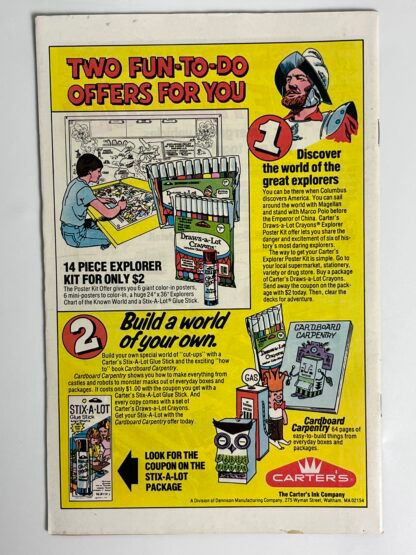 TWO FUN-TO-DO
OFFERS FOR YOU
1
Discover
the world of the
great explorers
You can be there when Columbus
discovers America. You can sail
around the world with Magellan
and stand with Marco Polo before
the Emperor of China. Carter's
Draws-a-Lot Crayons® Explorer
Poster Kit offer lets you share the
danger and excitement of six of his-
tory's most daring explorers.
The way to get your Carter's
Explorer Poster Kit is simple. Go to
your local supermarket, stationery,
variety or drug store. Buy a package
of Carter's Draws-a-Lot Crayons.
Send away the coupon on the pack-
age with $2 today. Then, clear the
decks for adventure.
Draws-a-Lot
Crayons
14 PIECE EXPLORER
KIT FOR ONLY $2
The Poster Kit Offer gives you 6 giant color-in posters,
6 mini-posters to color-in, a huge 24" x 36" Explorers
Chart of the Known World and a Stix-A-Lot® Glue Stick.
2
Build a world
of your own.
Build your own special world of "cut-ups" with a
Carter's Stix-A-Lot Glue Stick and the exciting "how
to" book Cardboard Carpentry.
Cardboard Carpentry shows you how to make everything from
castles and robots to monster masks out of everyday boxes and
packages. It costs only $1.00 with the coupon you get with a
Carter's Stix-A-Lot Glue Stick. And
every copy comes with a set of
Carter's Draws-a-Lot Crayons.
Get your Stix-A-Lot with the
Cardboard Carpentry offer today.
STIX-A-LOT
Glue Stick
LOOK FOR THE
COUPON ON THE
STIX-A-LOT
PACKAGE
CARDBOARD
CARPENTRY
GAS
Cardboard
Carpentry 64 pages of
easy-to-build things from
everyday boxes and
packages.
CARTER'S
The Carter's Ink Company
A Division of Dennison Manufacturing Company, 275 Wyman Street, Waltham, MA 02154